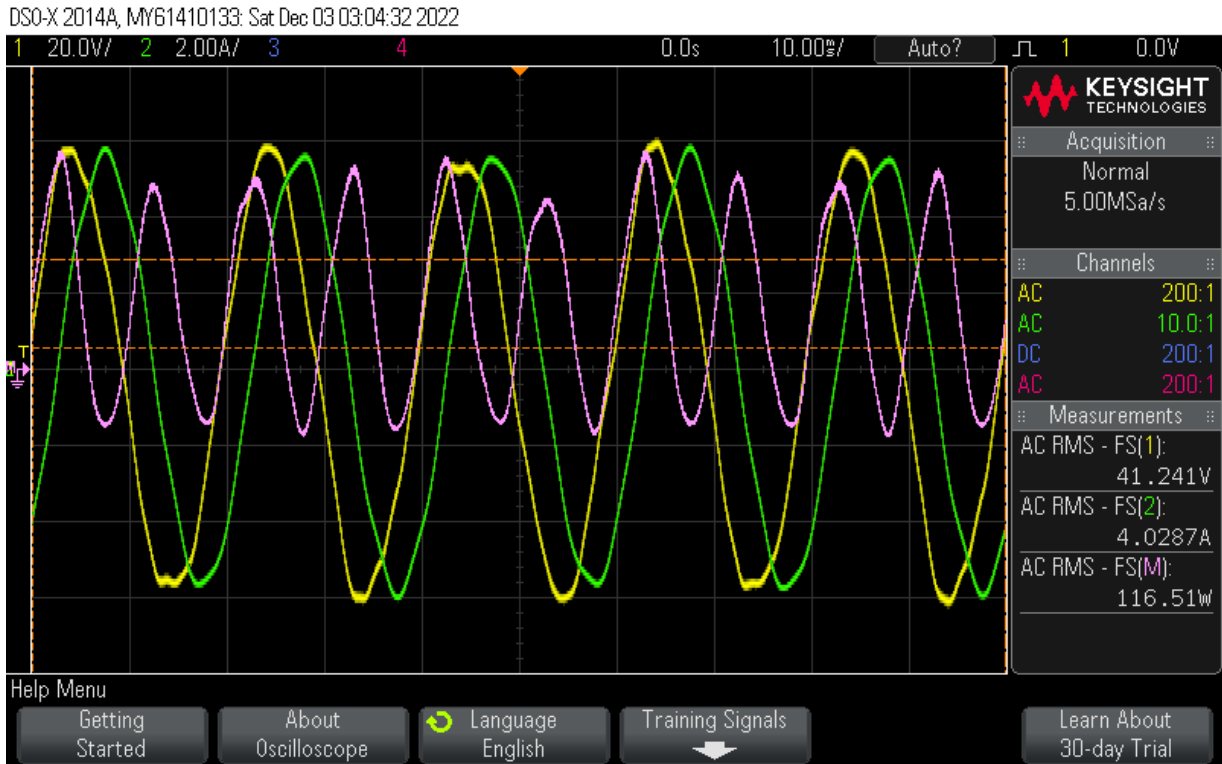 DSO-X 2014A, MY61410133: Sat Dec 03 03:04:32 2022
1 20.0V/ 2 2.00A/ 3 4 0.0s 10.00ms/ Auto? 1 0.0V
KEYSIGHT
TECHNOLOGIES
Acquisition
Normal
5.00MSa/s
Channels
AC 200:1
AC 10.0:1
DC 200:1
AC 200:1
Measurements
AC RMS - FS(1):
41.241V
AC RMS - FS(2):
4.0287A
AC RMS - FS(M):
116.51W
T
Help Menu
Getting
Started
About
Oscilloscope
Language
English
Training Signals
Learn About
30-day Trial